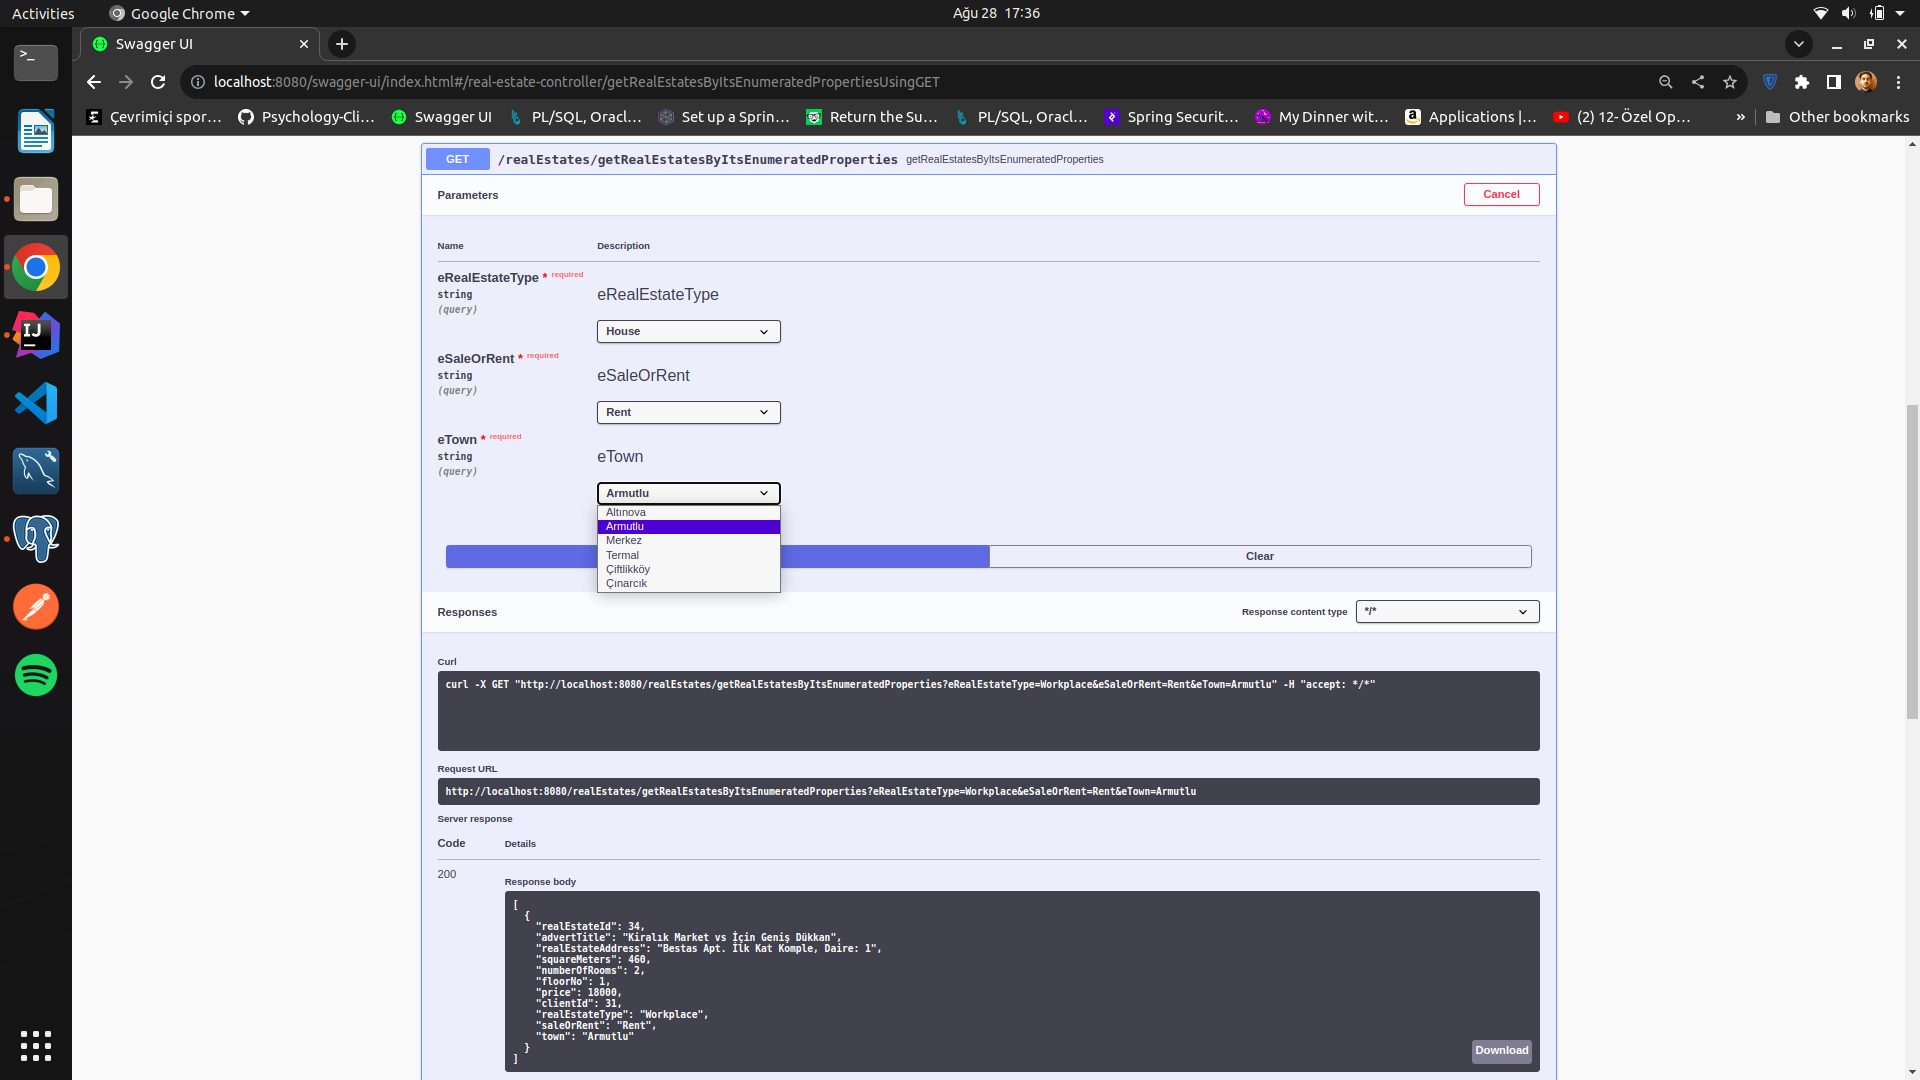 Activities
Google Chrome
Ağu 28 17:36
Swagger UI
localhost:8080/swagger-ui/index.html#/real-estate-controller/getRealEstatesByItsEnumeratedPropertiesUsingGET
Çevrimiçi spor…
Psychology-Cli…
Swagger UI
PL/SQL, Oracl…
Set up a Sprin…
Return the Su…
PL/SQL, Oracl…
Spring Securit…
My Dinner wit…
Applications |…
(2) 12- Özel Op…
»
Other bookmarks
GET /realEstates/getRealEstatesByItsEnumeratedProperties getRealEstatesByItsEnumeratedProperties
Parameters
Cancel
Name Description
eRealEstateType * required
string
(query)
eRealEstateType
House
eSaleOrRent * required
string
(query)
eSaleOrRent
Rent
eTown * required
string
(query)
eTown
Armutlu
Altınova
Armutlu
Merkez
Termal
Çiftlikköy
Çınarcık
Clear
Responses
Response content type */*
Curl
curl -X GET "http://localhost:8080/realEstates/getRealEstatesByItsEnumeratedProperties?eRealEstateType=Workplace&eSaleOrRent=Rent&eTown=Armutlu" -H "accept: */*"
Request URL
http://localhost:8080/realEstates/getRealEstatesByItsEnumeratedProperties?eRealEstateType=Workplace&eSaleOrRent=Rent&eTown=Armutlu
Server response
Code Details
200
Response body
[
{
"realEstateId": 34,
"advertTitle": "Kiralık Market vs İçin Geniş Dükkan",
"realEstateAddress": "Bestas Apt. İlk Kat Komple, Daire: 1",
"squareMeters": 460,
"numberOfRooms": 2,
"floorNo": 1,
"price": 18000,
"clientId": 31,
"realEstateType": "Workplace",
"saleOrRent": "Rent",
"town": "Armutlu"
}
]
Download